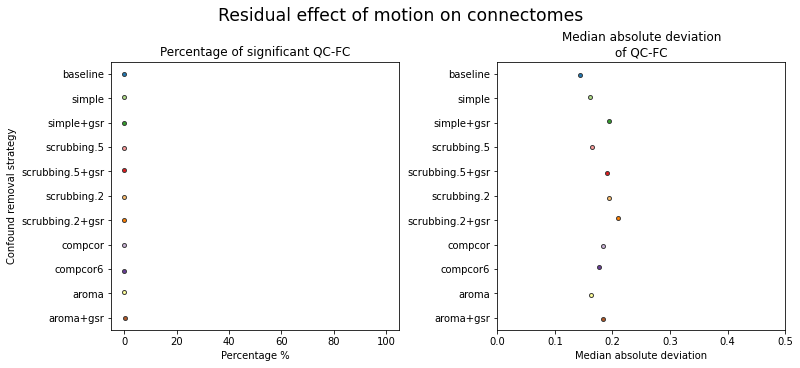 Residual effect of motion on connectomes
Percentage of significant QC-FC
Confound removal strategy
baseline
simple
simple+gsr
scrubbing.5
scrubbing.5+gsr
scrubbing.2
scrubbing.2+gsr
compcor
compcor6
aroma
aroma+gsr
0 20 40 60 80 100
Percentage %
Median absolute deviation
of QC-FC
baseline
simple
simple+gsr
scrubbing.5
scrubbing.5+gsr
scrubbing.2
scrubbing.2+gsr
compcor
compcor6
aroma
aroma+gsr
0.0 0.1 0.2 0.3 0.4 0.5
Median absolute deviation